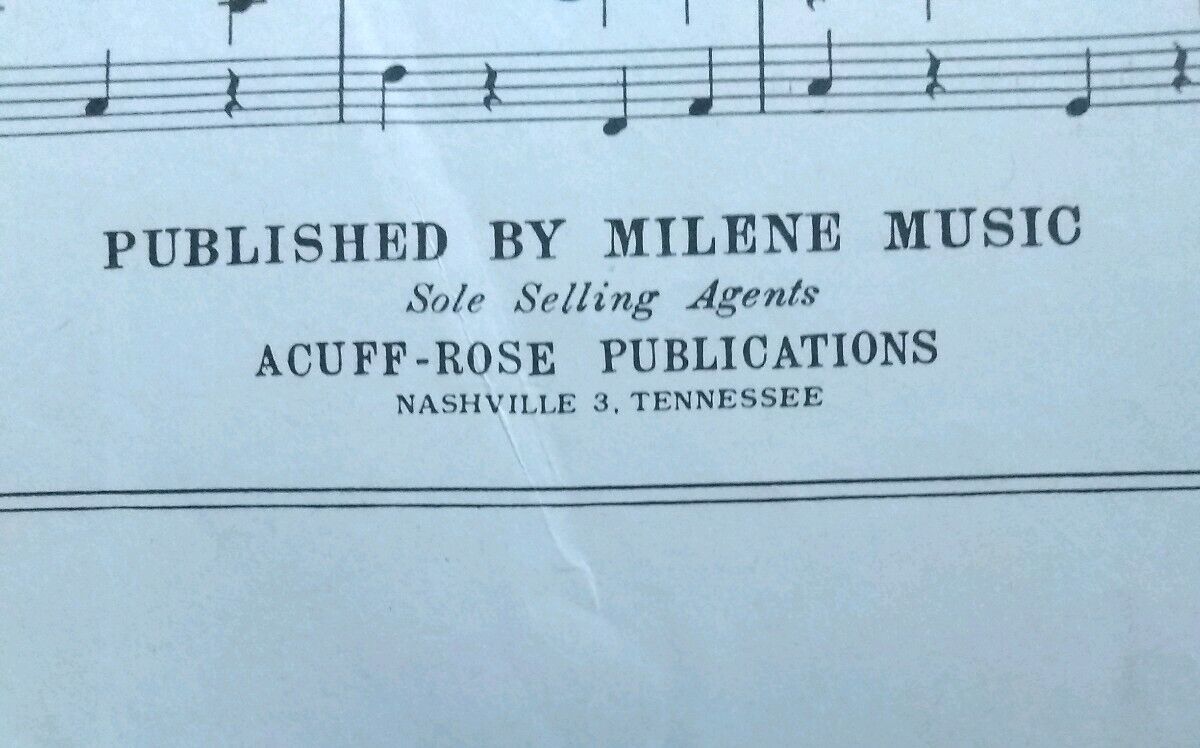 PUBLISHED BY MILENE MUSIC
Sole Selling Agents
ACUFF-ROSE PUBLICATIONS
NASHVILLE 3, TENNESSEE